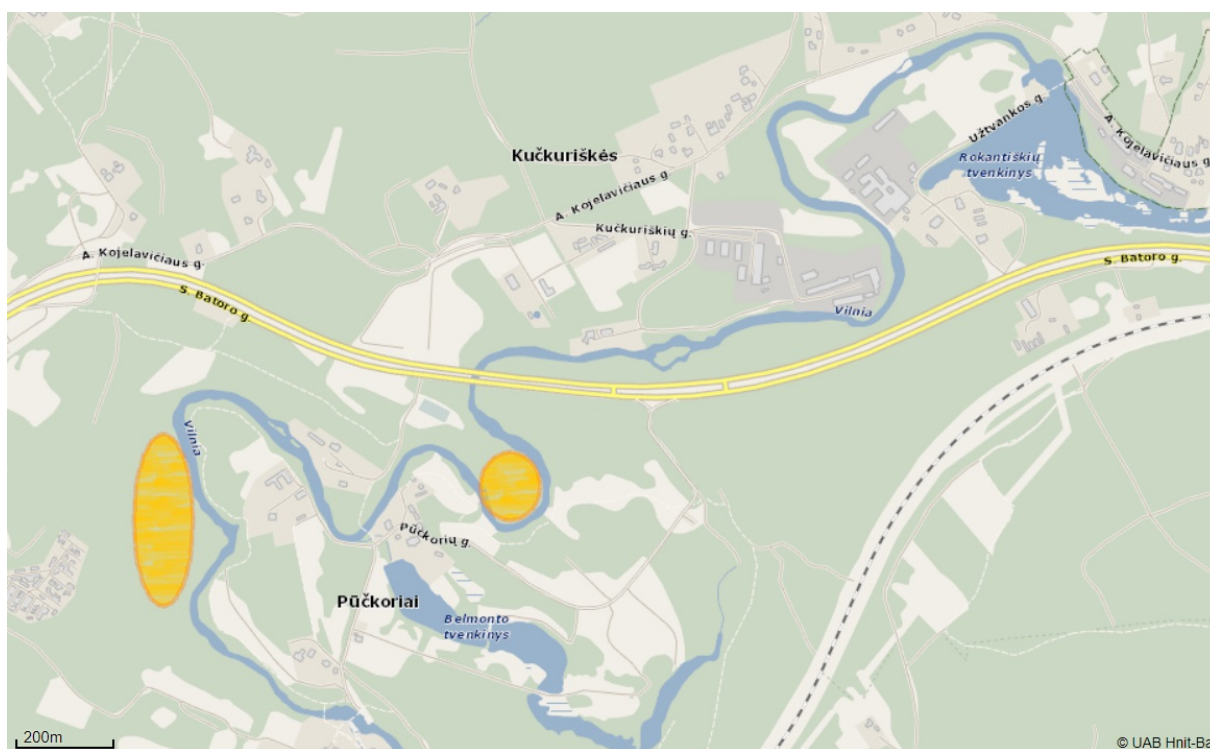 Užtvankos g.
A. Kojelavičiaus g.
Rokantiškių
tvenkinys
Kučkuriškės
A. Kojelavičiaus g.
Kučkuriškių g.
A. Kojelavičiaus g.
S. Batoro g.
S. Batoro g.
Vilnia
Vilnia
Pūčkorių g.
Pūčkoriai
Belmonto
tvenkinys
200m
© UAB Hnit-Ba